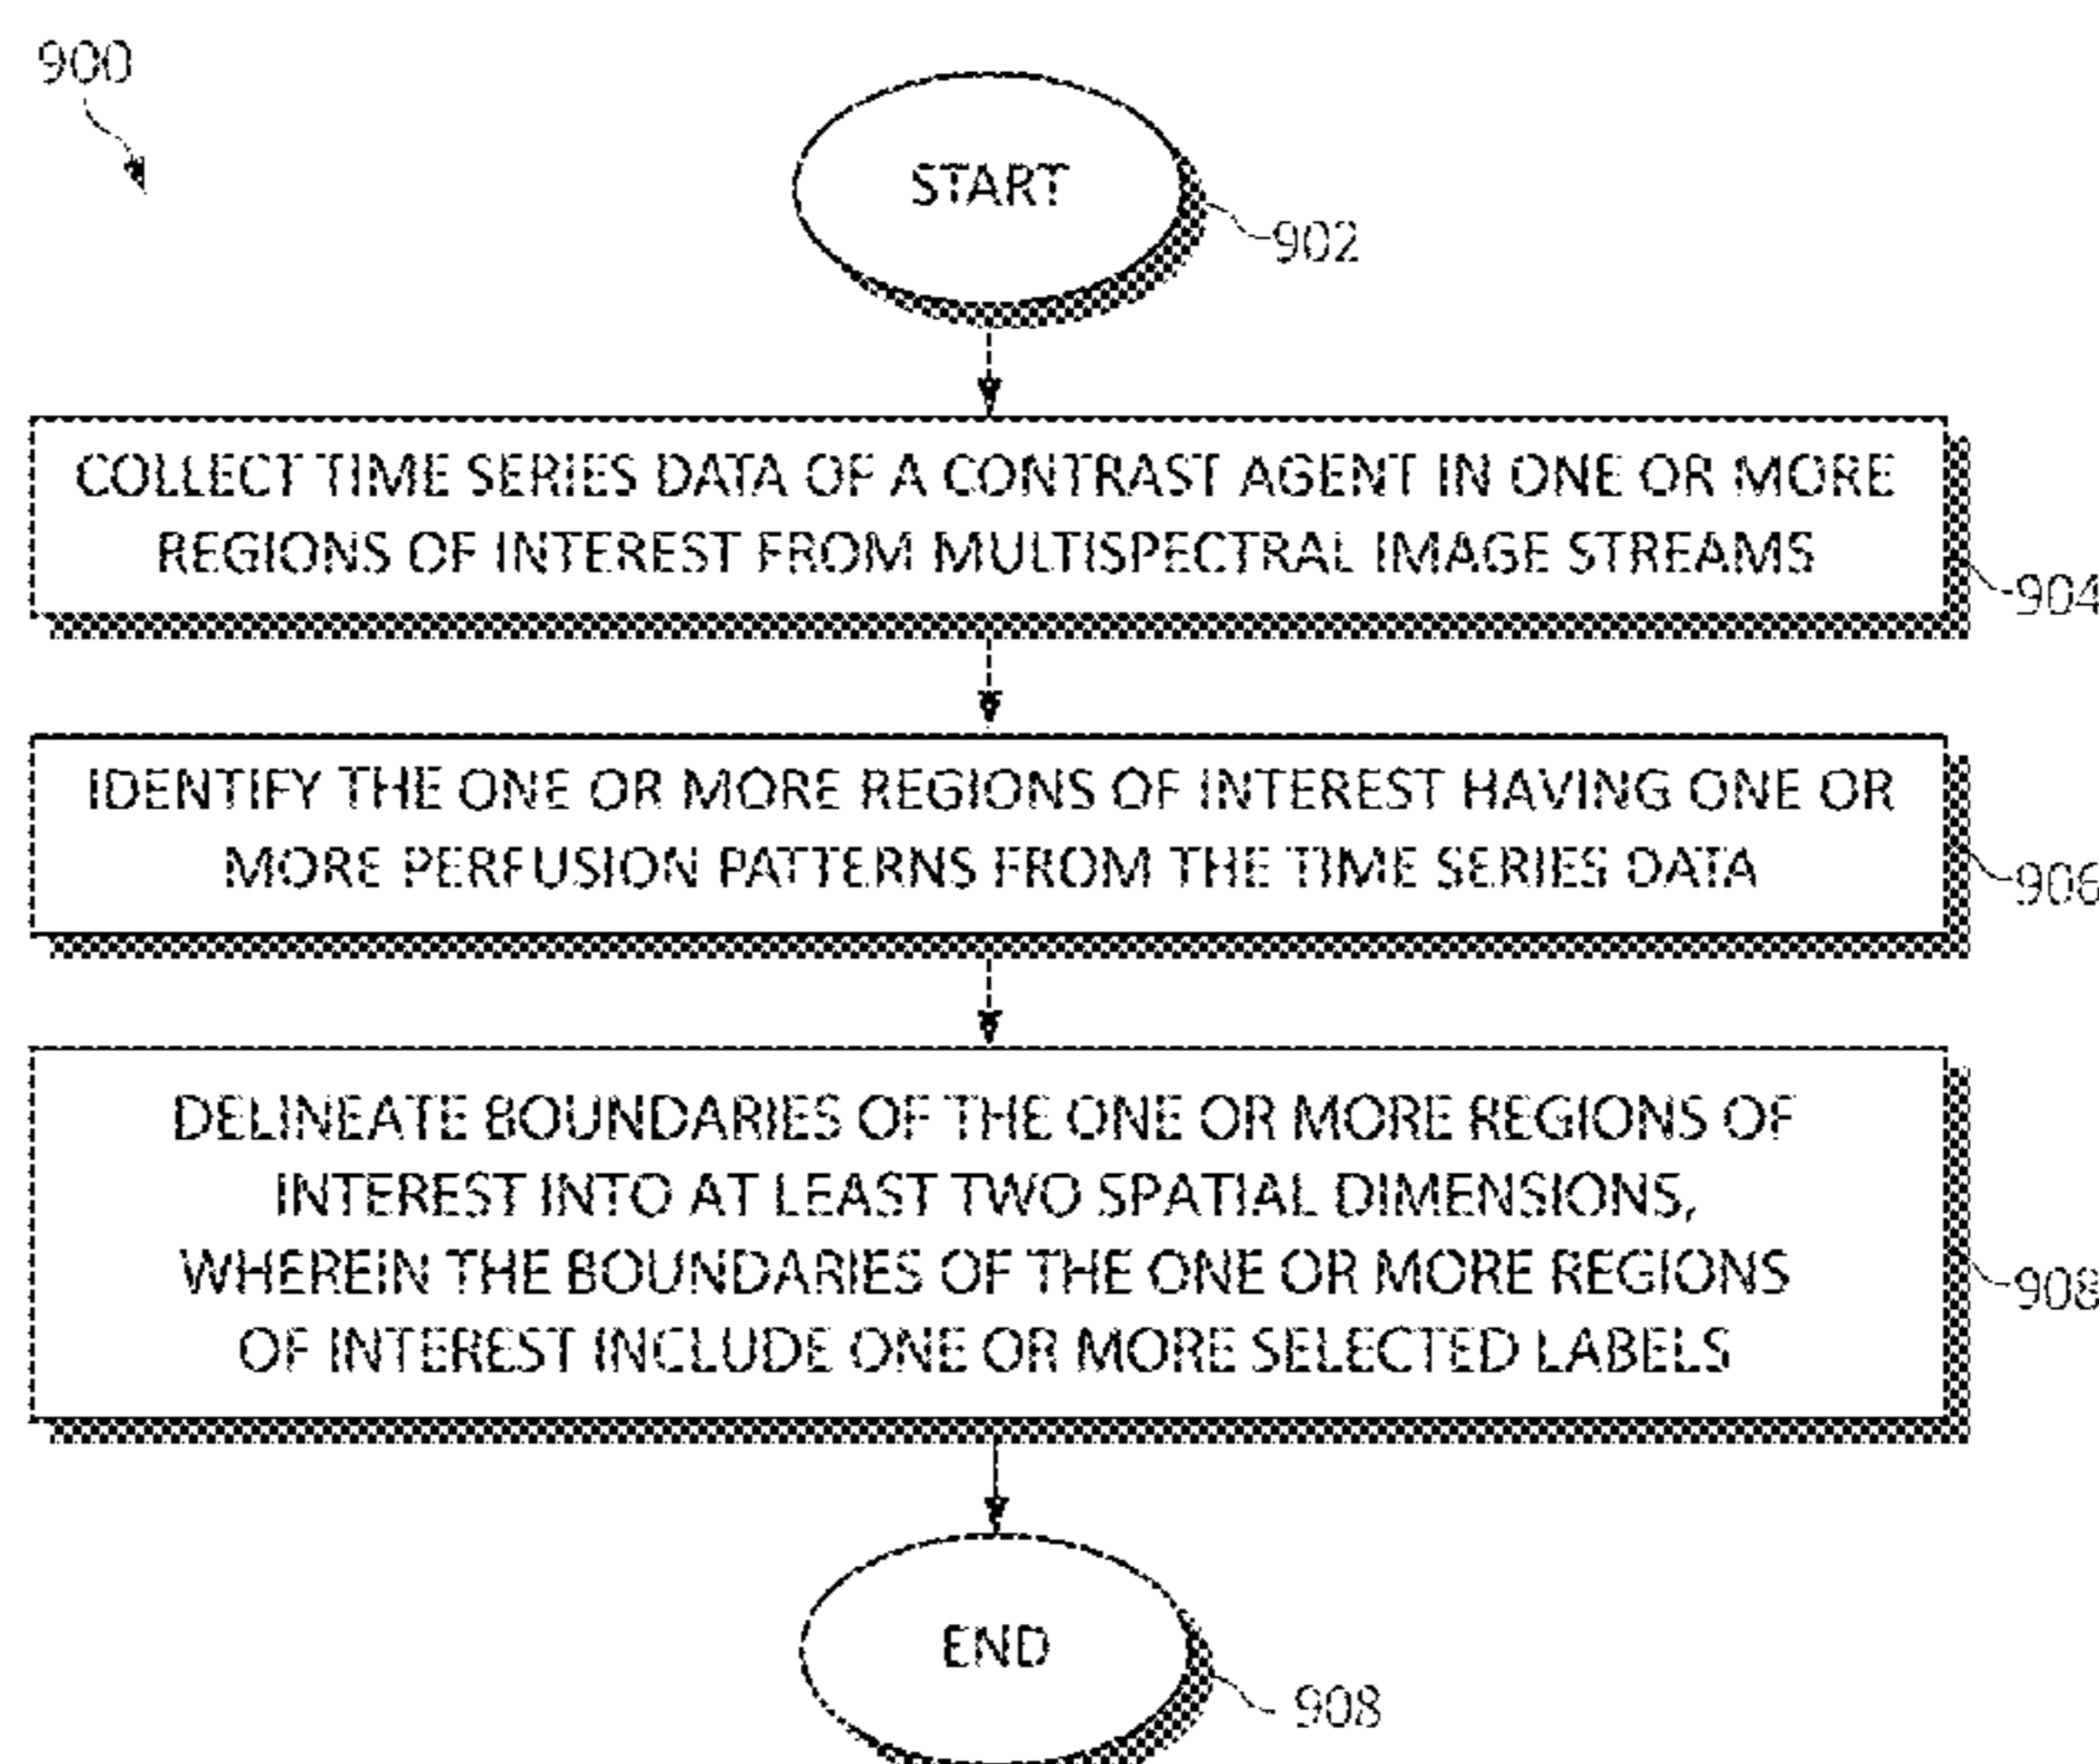 900
START
902
COLLECT TIME SERIES DATA OF A CONTRAST AGENT IN ONE OR MORE
REGIONS OF INTEREST FROM MULTISPECTRAL IMAGE STREAMS
904
IDENTIFY THE ONE OR MORE REGIONS OF INTEREST HAVING ONE OR
MORE PERFUSION PATTERNS FROM THE TIME SERIES DATA
906
DELINEATE BOUNDARIES OF THE ONE OR MORE REGIONS OF
INTEREST INTO AT LEAST TWO SPATIAL DIMENSIONS,
WHEREIN THE BOUNDARIES OF THE ONE OR MORE REGIONS
OF INTEREST INCLUDE ONE OR MORE SELECTED LABELS
908
END
908